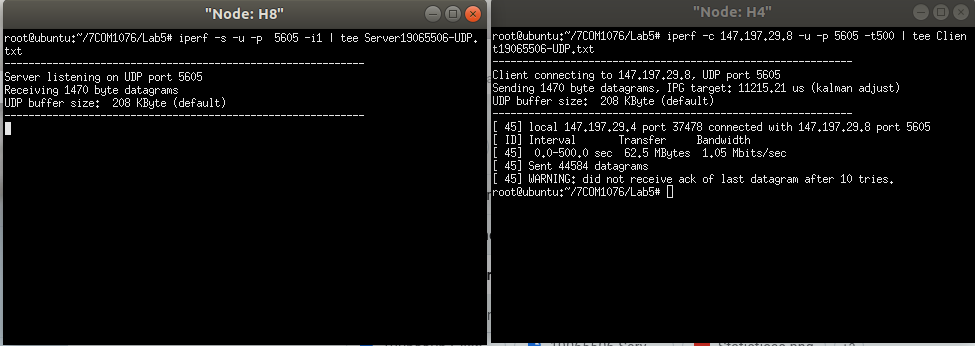 "Node: H8"
root@ubuntu:~/7COM1076/Lab5# iperf -s -u -p  5605 -i1 | tee Server19065506-UDP.
txt
------------------------------------------------------------
Server listening on UDP port 5605
Receiving 1470 byte datagrams
UDP buffer size:  208 KByte (default)
------------------------------------------------------------
"Node: H4"
root@ubuntu:~/7COM1076/Lab5# iperf -c 147.197.29.8 -u -p 5605 -t500 | tee Clien
t19065506-UDP.txt
------------------------------------------------------------
Client connecting to 147.197.29.8, UDP port 5605
Sending 1470 byte datagrams, IPG target: 11215.21 us (kalman adjust)
UDP buffer size:  208 KByte (default)
------------------------------------------------------------
[ 45] local 147.197.29.4 port 37478 connected with 147.197.29.8 port 5605
[ ID] Interval       Transfer     Bandwidth
[ 45]  0.0-500.0 sec  62.5 MBytes  1.05 Mbits/sec
[ 45] Sent 44584 datagrams
[ 45] WARNING: did not receive ack of last datagram after 10 tries.
root@ubuntu:~/7COM1076/Lab5#